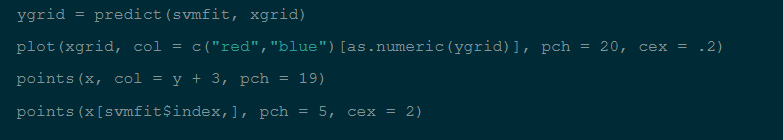 ygrid = predict(svmfit, xgrid)
plot(xgrid, col = c("red","blue")[as.numeric(ygrid)], pch = 20, cex = .2)
points(x, col = y + 3, pch = 19)
points(x[svmfit$index,], pch = 5, cex = 2)